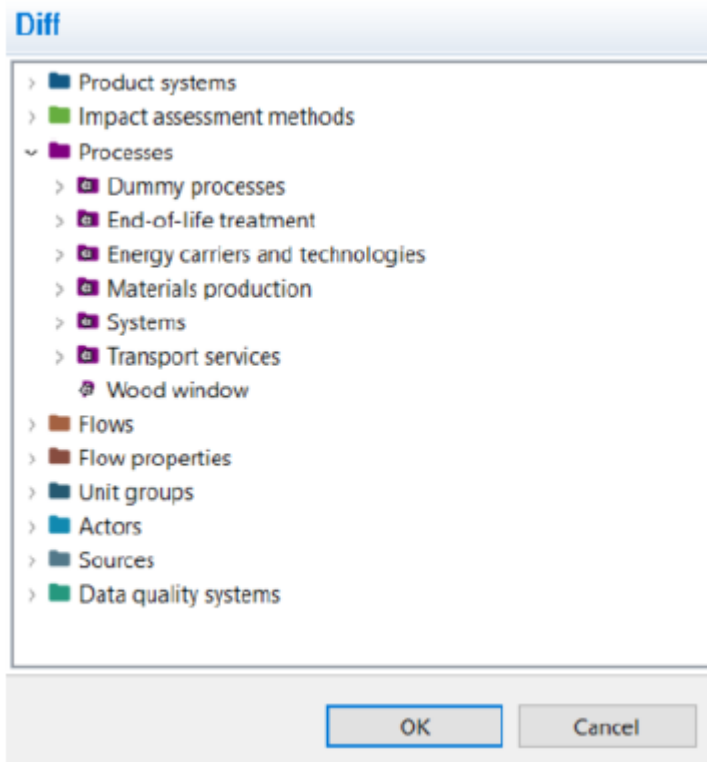 Diff
Product systems
Impact assessment methods
Processes
Dummy processes
End-of-life treatment
Energy carriers and technologies
Materials production
Systems
Transport services
Wood window
Flows
Flow properties
Unit groups
Actors
Sources
Data quality systems
OK Cancel